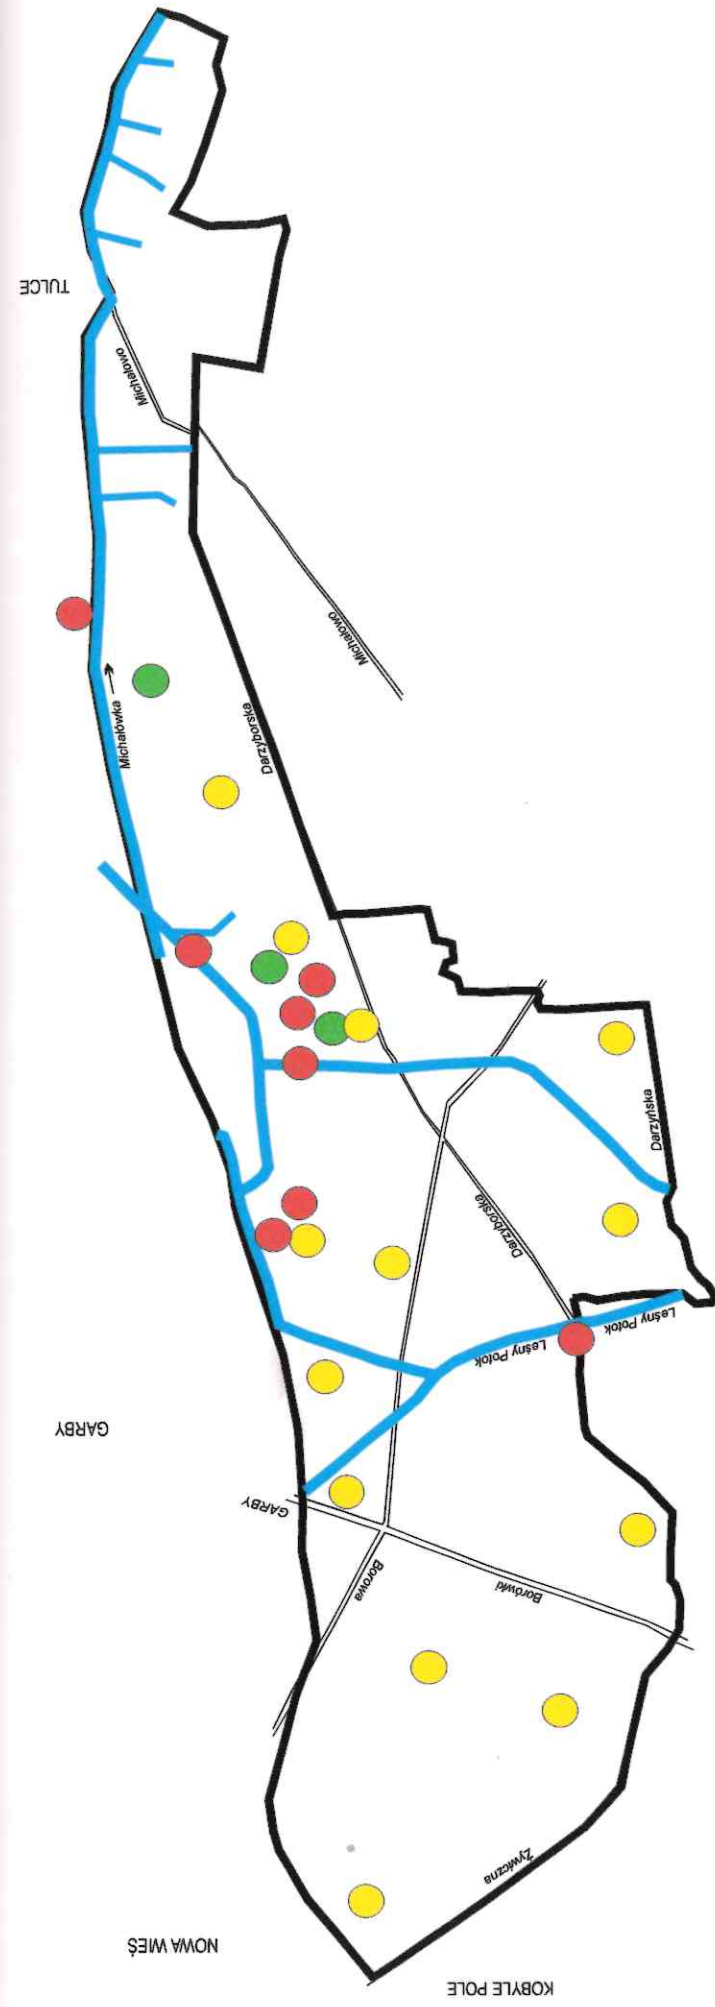 TULCE
Michałowo
Michałowo
Michałówka
Darzyborska
Darzyńska
Darzyborska
Leśny Potok
Leśny Potok
GARBY
GARBY
Borowa
Borówki
Żywiczna
NOWA WIEŚ
KOBYLE POLE